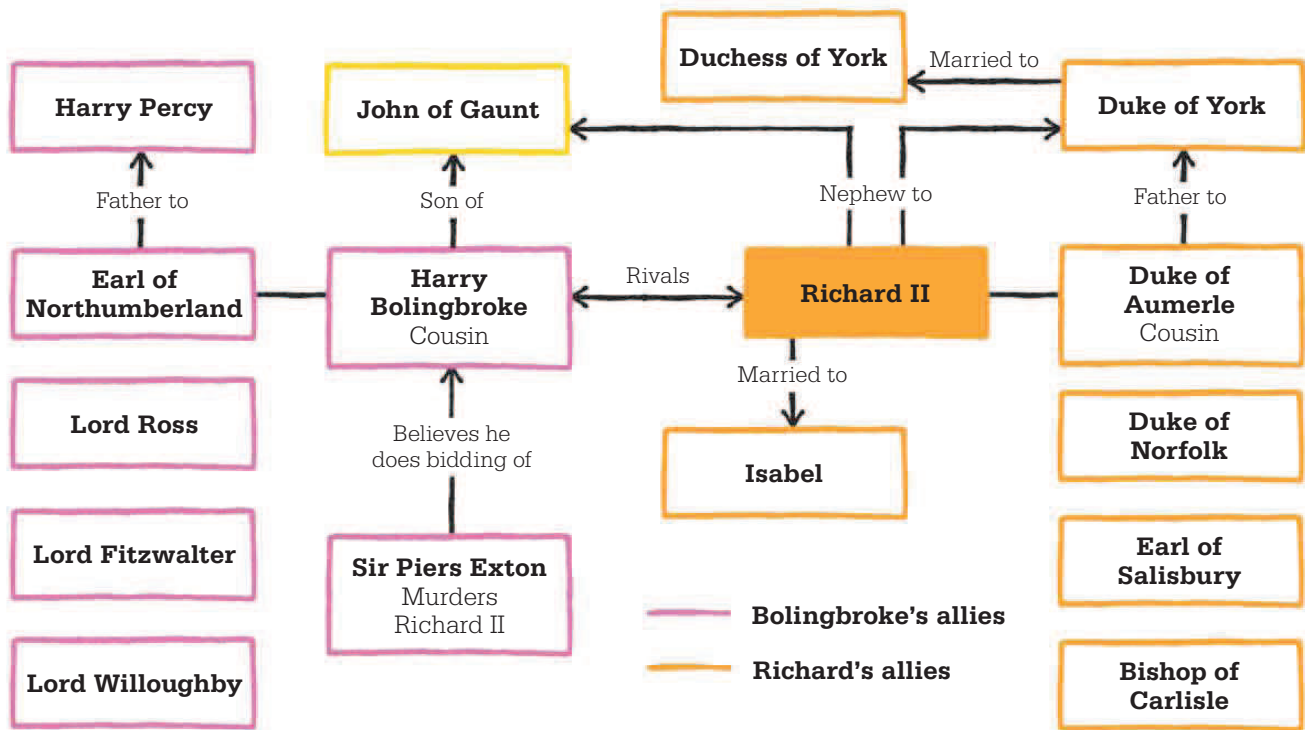 Duchess of York
Married to
Harry Percy
John of Gaunt
Duke of York
Father to
Son of
Nephew to
Father to
Earl of
Northumberland
Harry
Bolingbroke
Cousin
Rivals
Richard II
Duke of
Aumerle
Cousin
Married to
Lord Ross
Believes he
does bidding of
Isabel
Duke of
Norfolk
Lord Fitzwalter
Sir Piers Exton
Murders
Richard II
Earl of
Salisbury
Bolingbroke's allies
Lord Willoughby
Richard's allies
Bishop of
Carlisle